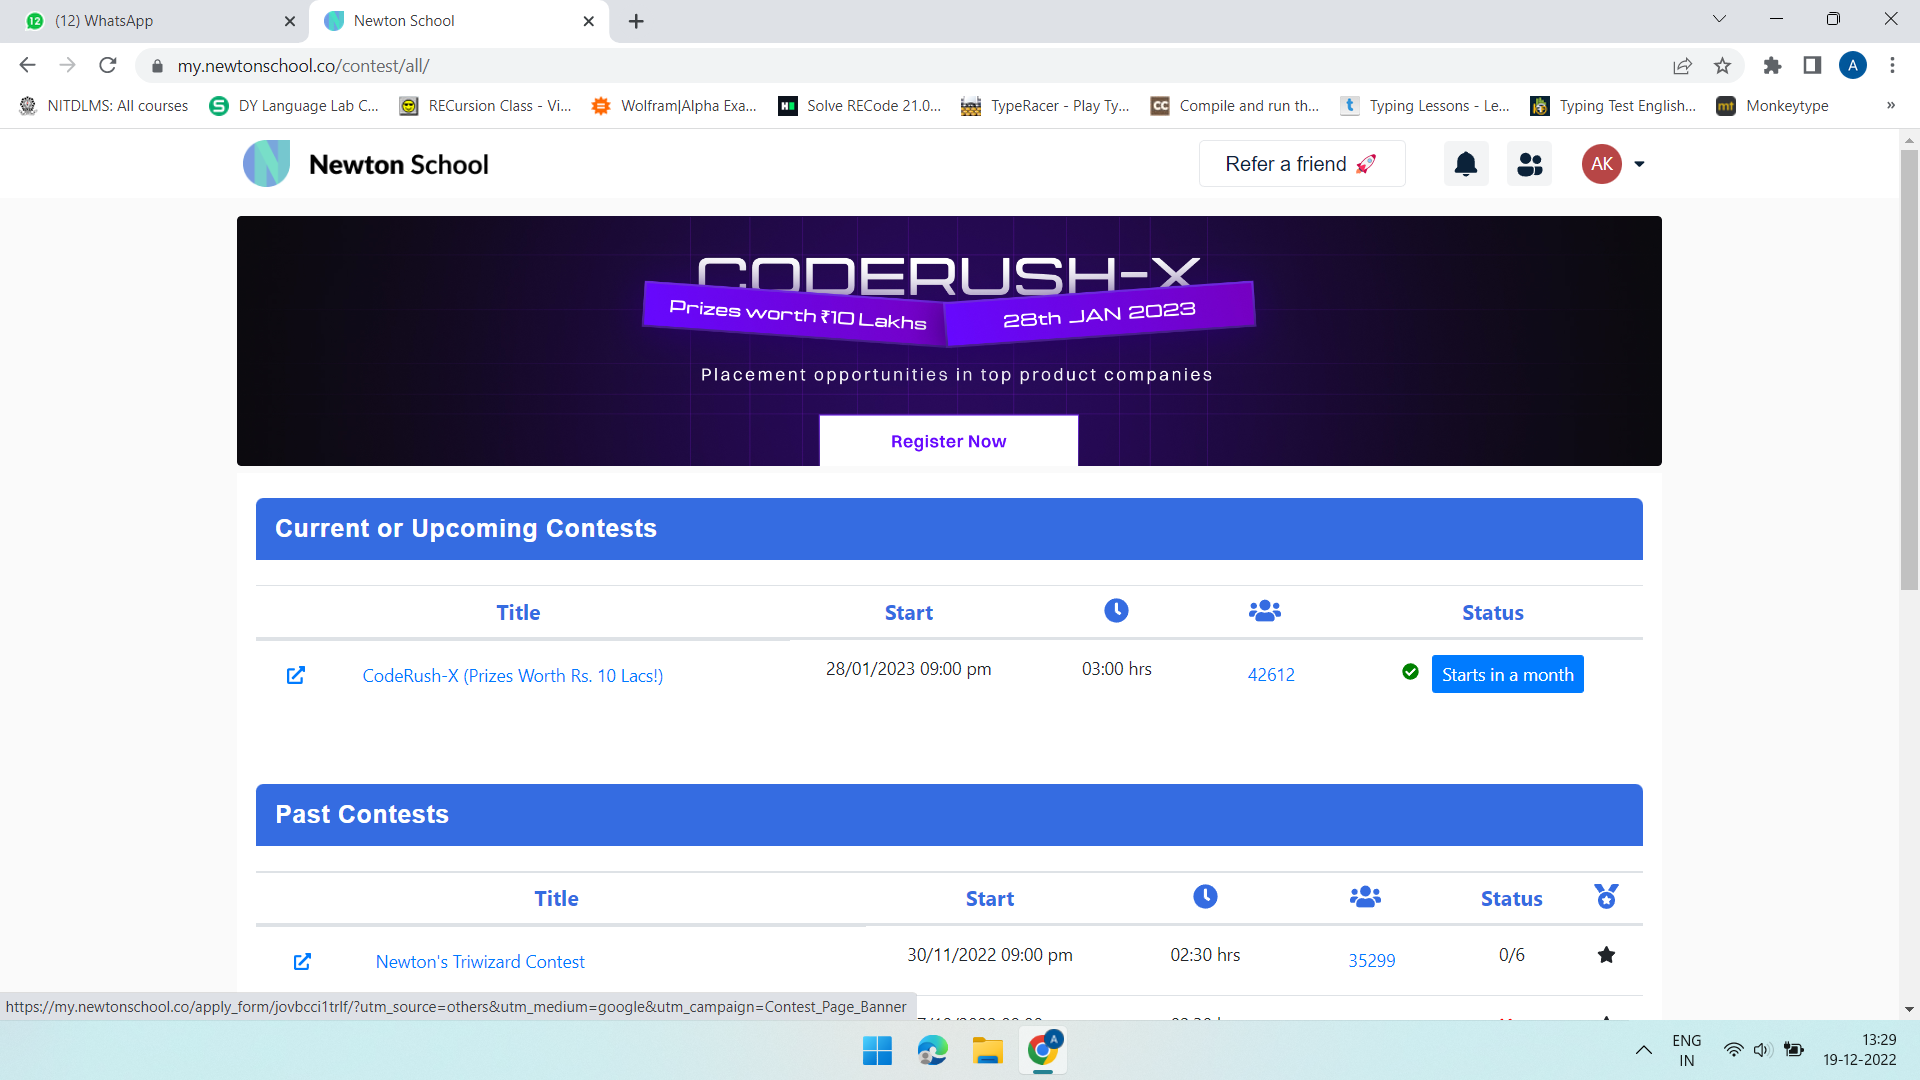 12
(12) WhatsApp
Newton School
my.newtonschool.co/contest/all/
A
NITDLMS: All courses
S
DY Language Lab C...
RECursion Class - Vi...
Wolfram|Alpha Exa...
Solve RECode 21.0...
TypeRacer - Play Ty...
CC
Compile and run th...
t
Typing Lessons - Le...
Typing Test English...
mt
Monkeytype
»
Newton School
Refer a friend
AK
CODERUSH-X
Prizes worth ₹10 Lakhs
28th JAN 2023
Placement opportunities in top product companies
Register Now
Current or Upcoming Contests
Title
Start
Status
CodeRush-X (Prizes Worth Rs. 10 Lacs!)
28/01/2023 09:00 pm
03:00 hrs
42612
Starts in a month
Past Contests
Title
Start
Status
Newton's Triwizard Contest
30/11/2022 09:00 pm
02:30 hrs
35299
0/6
https://my.newtonschool.co/apply_form/jovbcci1trlf/?utm_source=others&utm_medium=google&utm_campaign=Contest_Page_Banner
A
ENG
IN
13:29
19-12-2022